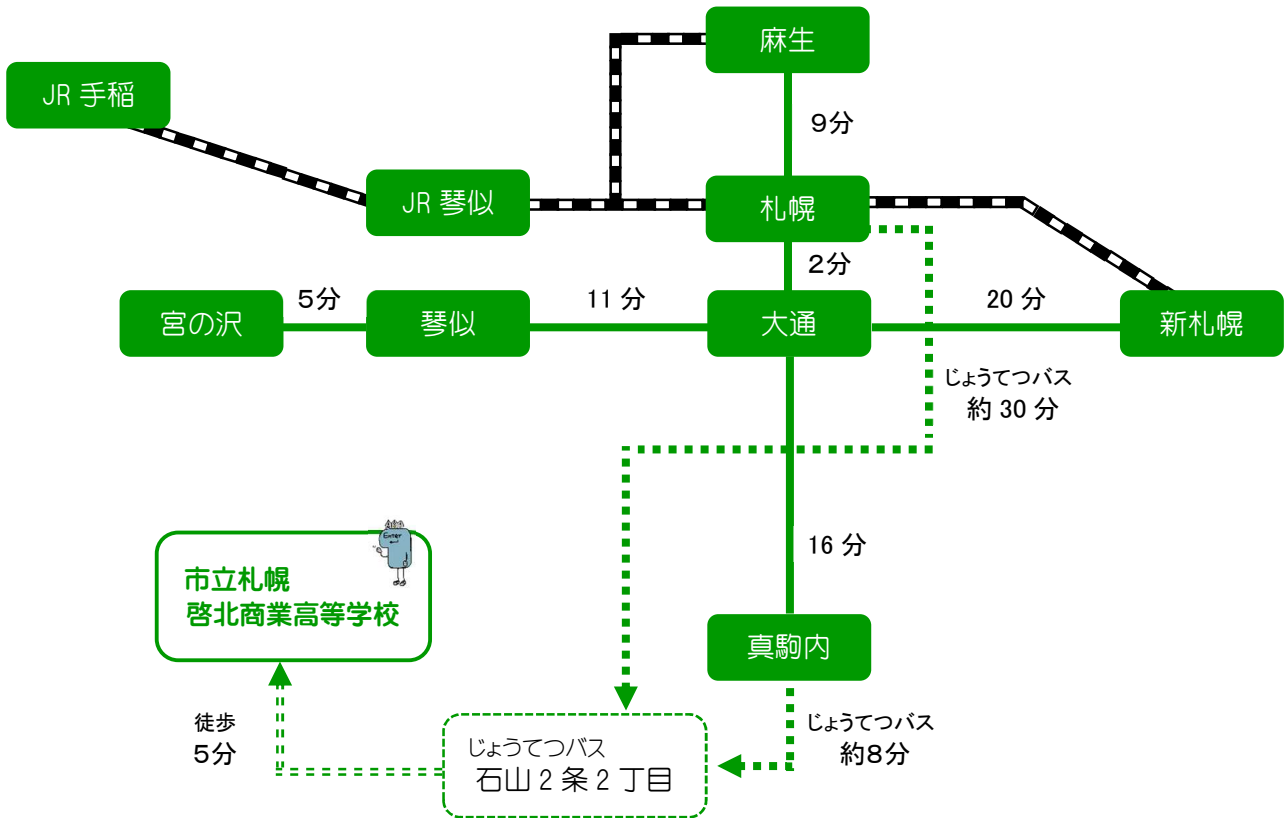 麻生
JR 手稲
9分
JR 琴似
札幌
2分
5分
11 分
20 分
宮の沢
琴似
大通
新札幌
じょうてつバス
約 30 分
ENTER
16 分
市立札幌
啓北商業高等学校
真駒内
徒歩
5分
じょうてつバス
石山２条２丁目
じょうてつバス
約8分